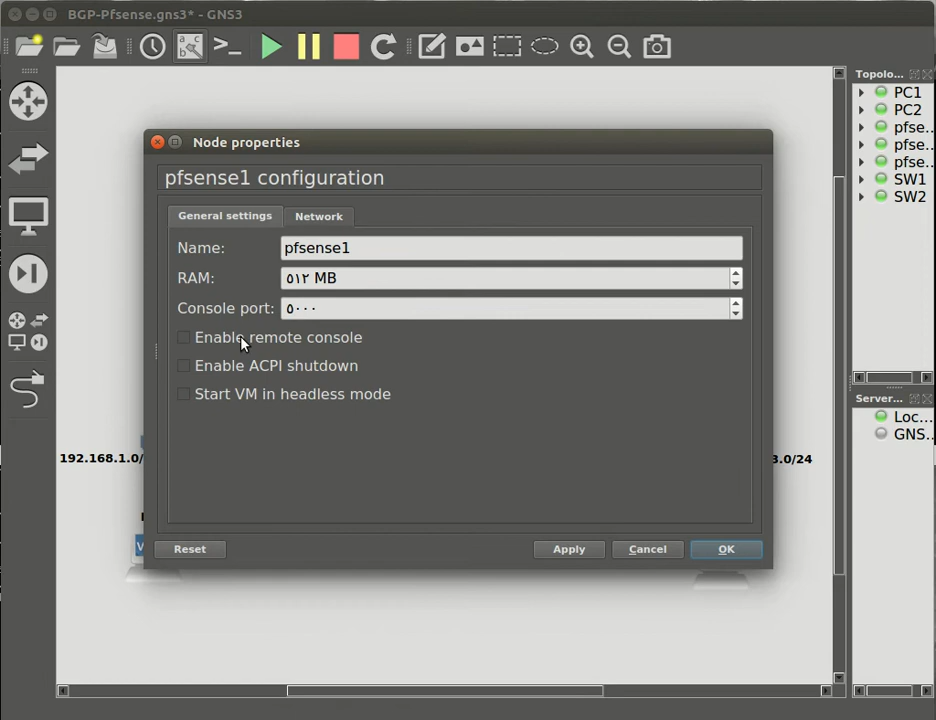 BGP-Pfsense.gns3* - GNS3
Topolo...
PC1
PC2
pfse..
pfse..
pfse..
SW1
SW2
Node properties
pfsense1 configuration
General settings
Network
Name:
pfsense1
RAM:
٥١٢ MB
Console port:
٥٠٠٠
Enable remote console
Enable ACPI shutdown
Start VM in headless mode
Reset
Apply
Cancel
OK
192.168.1.0/
3.0/24
Server...
Loc...
GNS..